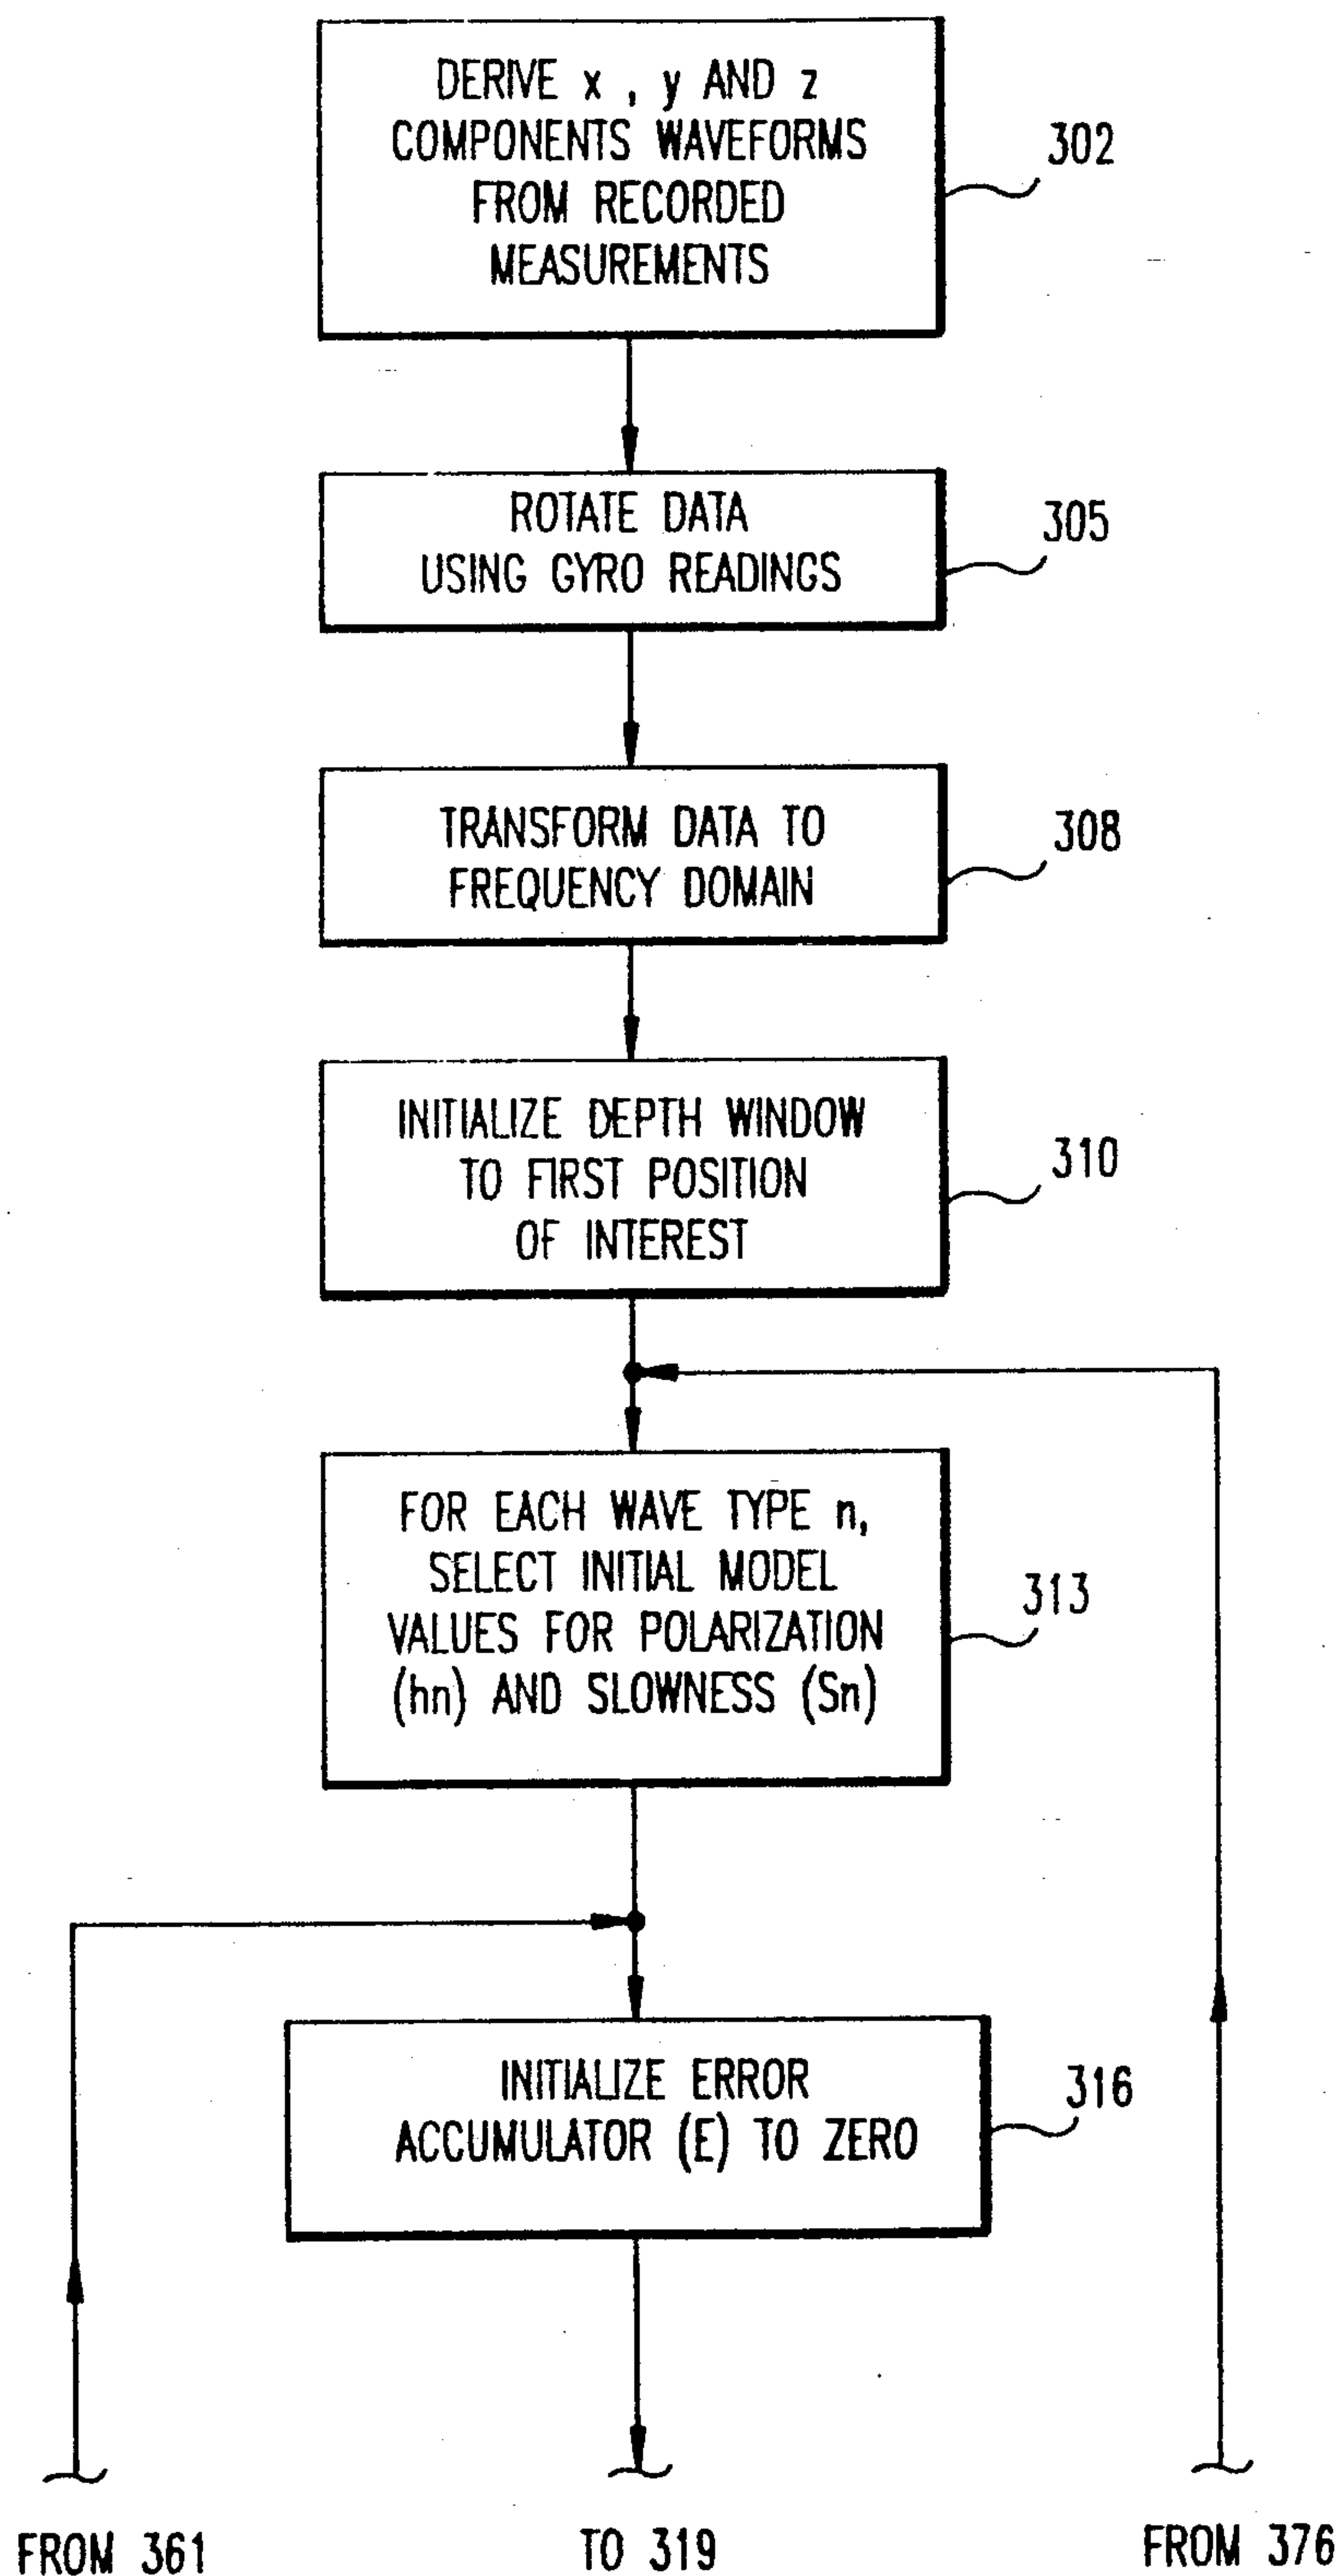 DERIVE x , y AND z
COMPONENTS WAVEFORMS
FROM RECORDED
MEASUREMENTS
302
ROTATE DATA
USING GYRO READINGS
305
TRANSFORM DATA TO
FREQUENCY DOMAIN
308
INITIALIZE DEPTH WINDOW
TO FIRST POSITION
OF INTEREST
310
FOR EACH WAVE TYPE n,
SELECT INITIAL MODEL
VALUES FOR POLARIZATION
(hn) AND SLOWNESS (Sn)
313
INITIALIZE ERROR
ACCUMULATOR (E) TO ZERO
316
FROM 361
TO 319
FROM 376